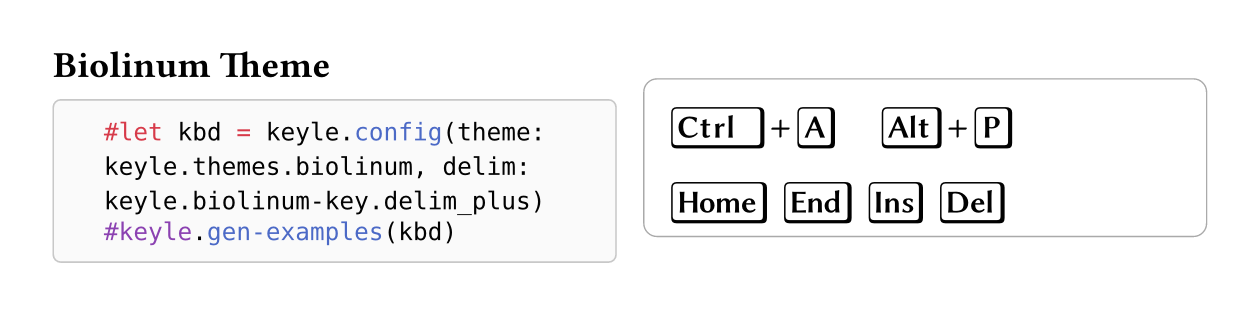 Biolinum Theme
#let kbd = keyle.config(theme:
keyle.themes.biolinum, delim:
keyle.biolinum-key.delim_plus)
#keyle.gen-examples(kbd)
Ctrl + A Alt + P
Home End Ins Del